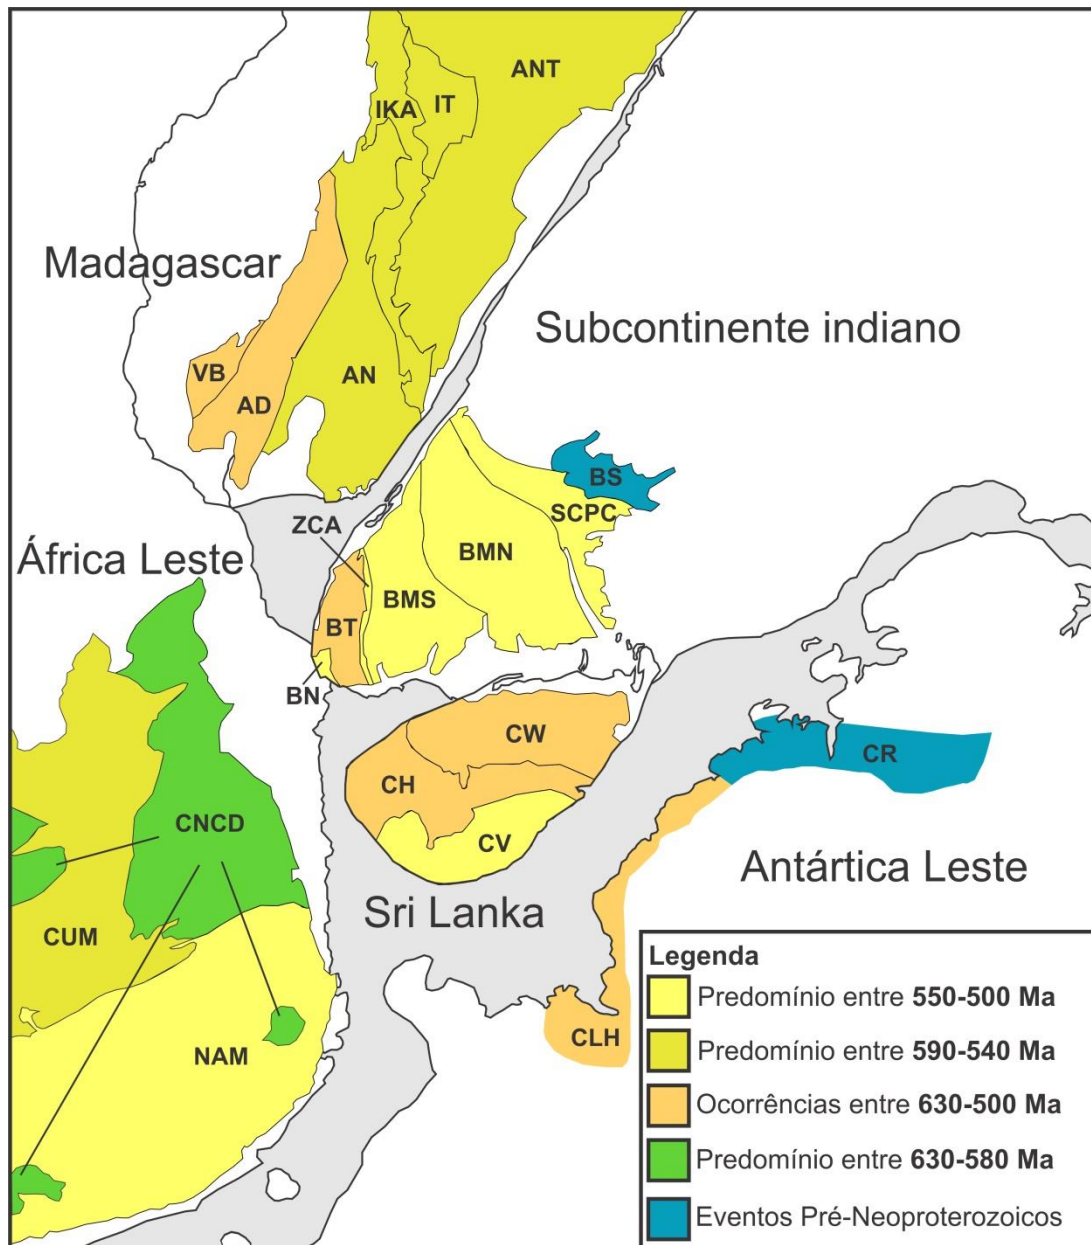 ANT
IKA
IT
Madagascar
Subcontinente indiano
VB
AD
AN
BS
SCPC
ZCA
BMN
África Leste
BMS
BT
BN
CW
CR
CH
CNCD
CV
Antártica Leste
Sri Lanka
CUM
CLH
NAM
Legenda
Predomínio entre 550-500 Ma
Predomínio entre 590-540 Ma
Ocorrências entre 630-500 Ma
Predomínio entre 630-580 Ma
Eventos Pré-Neoproterozoicos